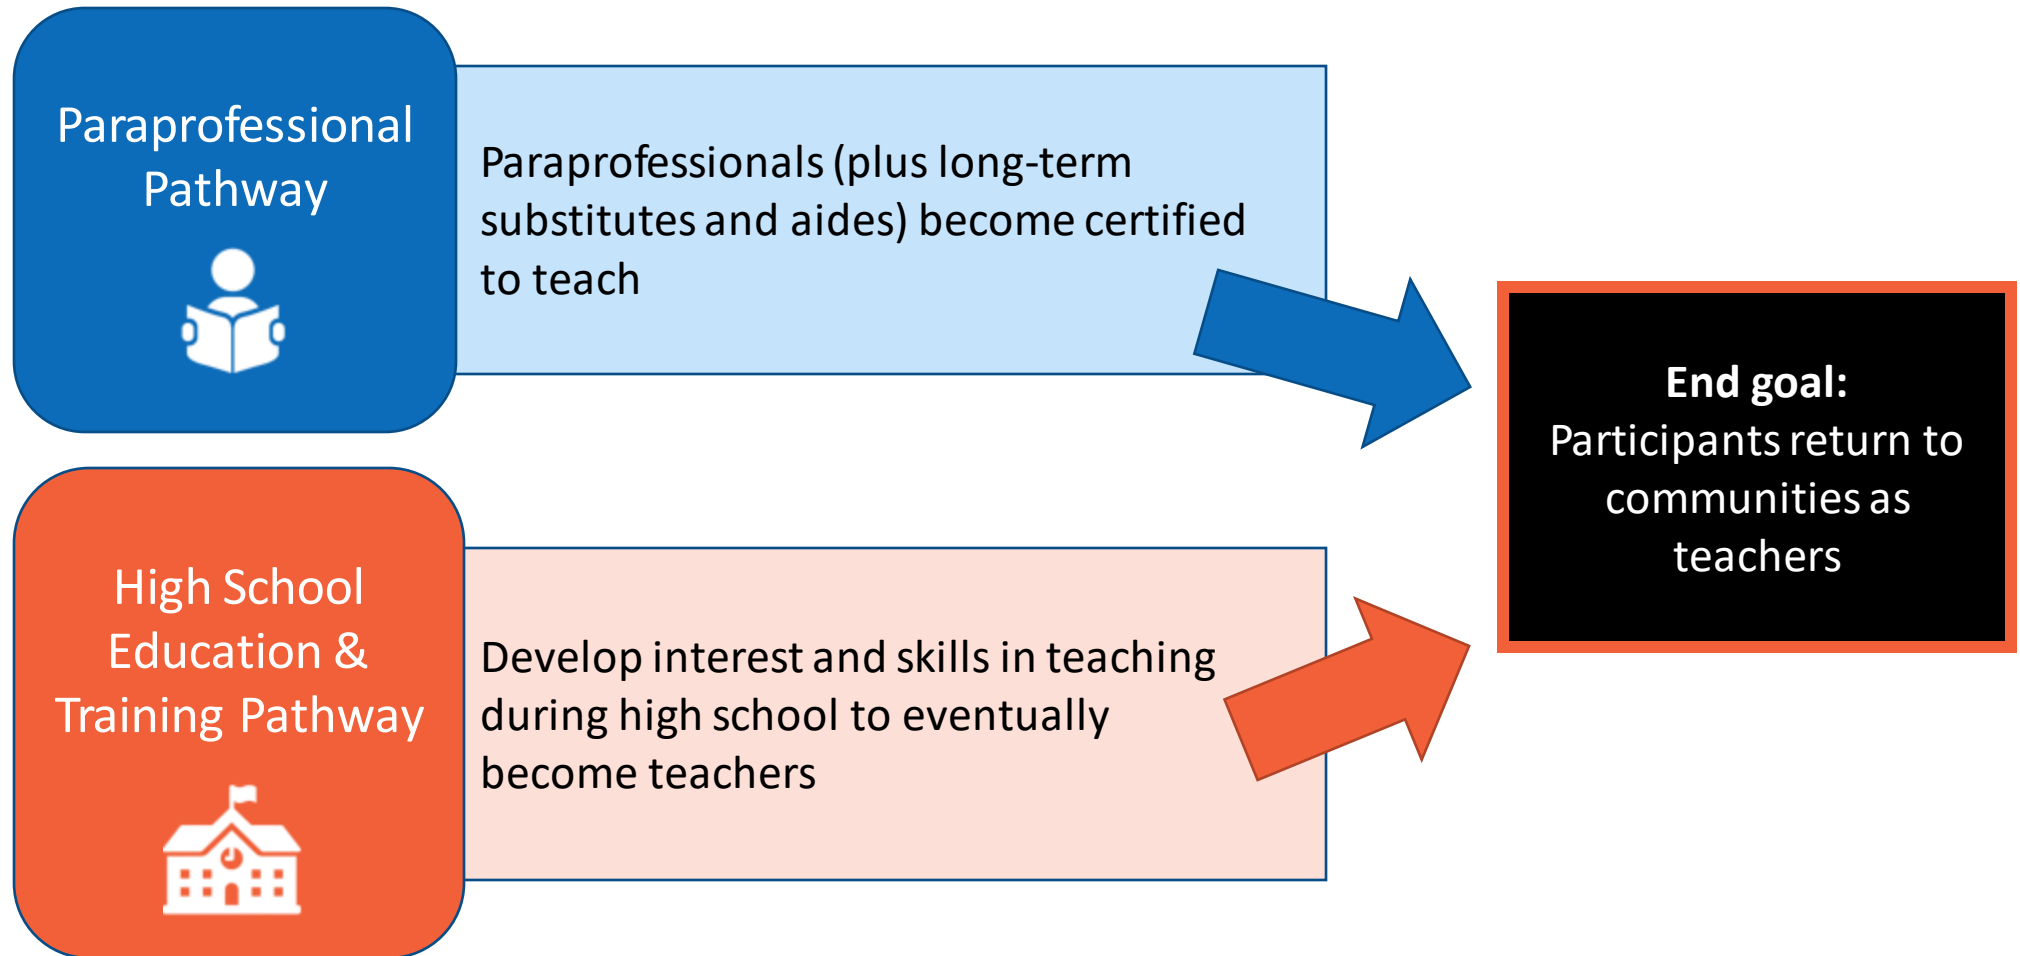 Paraprofessional
Pathway
Paraprofessionals (plus long-term
substitutes and aides) become certified
to teach
High School
Education &
Training Pathway
Develop interest and skills in teaching
during high school to eventually
become teachers
End goal:
Participants return to
communities as
teachers